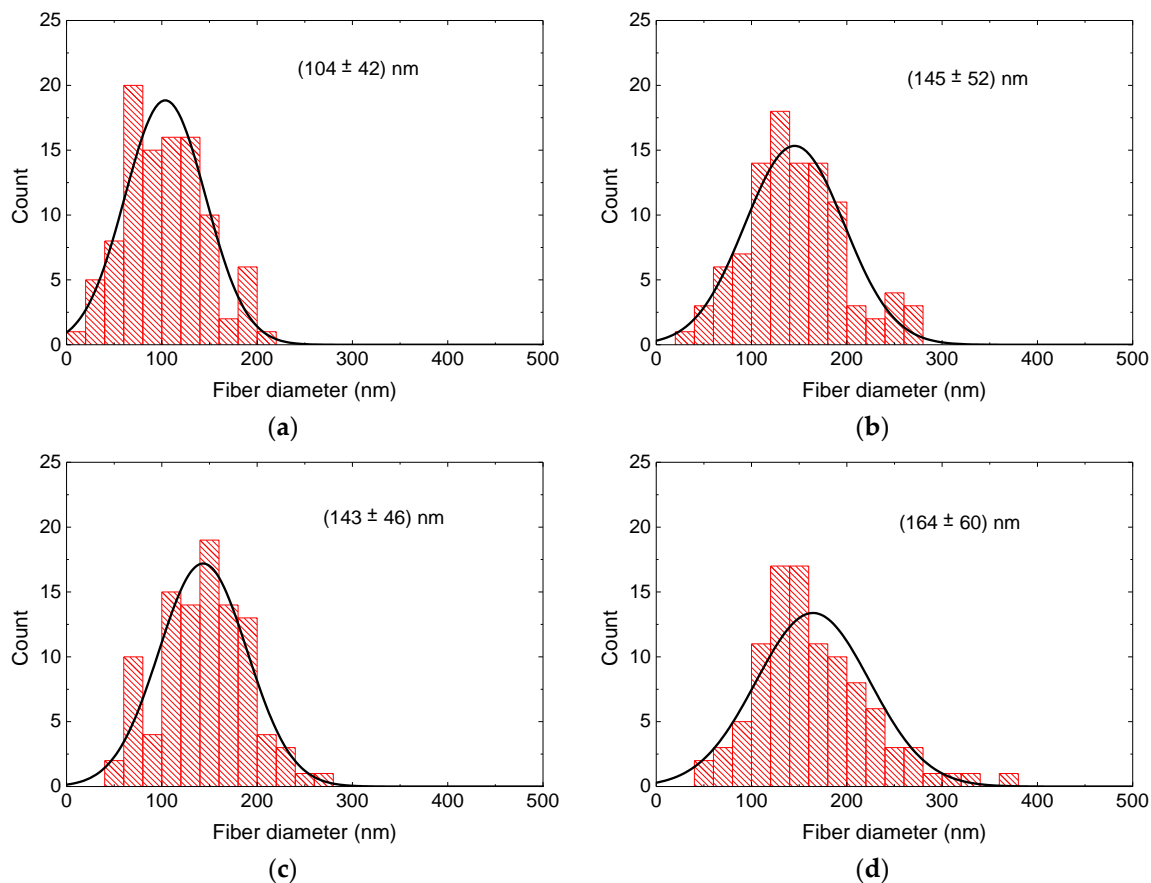 25
20
15
10
5
0
Count
(104 ± 42) nm
0 100 200 300 400 500
Fiber diameter (nm)
(a)
25
20
15
10
5
0
Count
(145 ± 52) nm
0 100 200 300 400 500
Fiber diameter (nm)
(b)
25
20
15
10
5
0
Count
(143 ± 46) nm
0 100 200 300 400 500
Fiber diameter (nm)
(c)
25
20
15
10
5
0
Count
(164 ± 60) nm
0 100 200 300 400 500
Fiber diameter (nm)
(d)